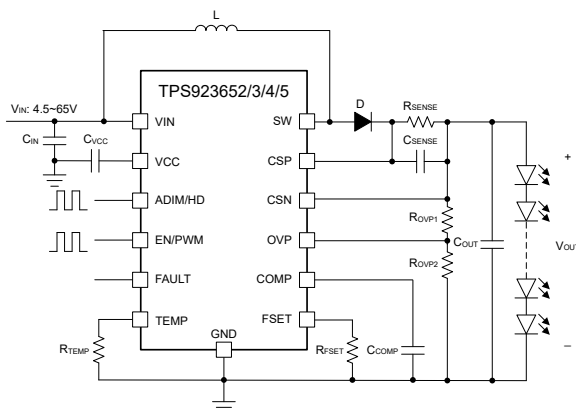 L
TPS923652/3/4/5
VIN: 4.5~65V
CIN
CVCC
VIN
VCC
ADIM/HD
EN/PWM
FAULT
TEMP
GND
SW
CSP
CSN
OVP
COMP
FSET
D
RSENSE
CSENSE
ROVP1
ROVP2
COUT
+
VOUT
–
RTEMP
RFSET
CCOMP